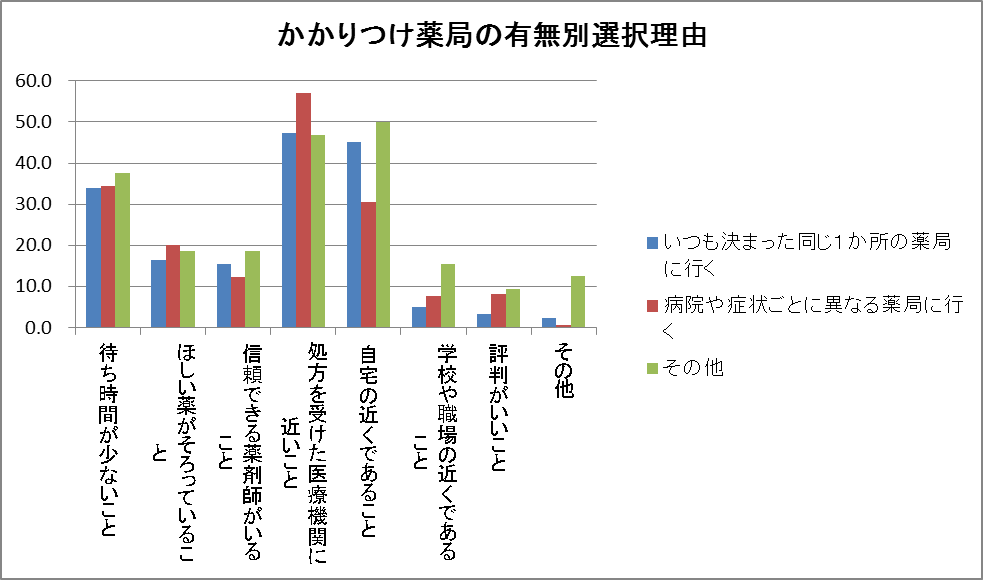 かかりつけ薬局の有無別選択理由
60.0
50.0
40.0
30.0
20.0
10.0
0.0
待ち時間が少ないこと
ほしい薬がそろっているこ
と
信頼できる薬剤師がいる
こと
処方を受けた医療機関に
近いこと
自宅の近くであること
学校や職場の近くである
こと
評判がいいこと
その他
いつも決まった同じ1か所の薬局
に行く
病院や症状ごとに異なる薬局に行
く
その他